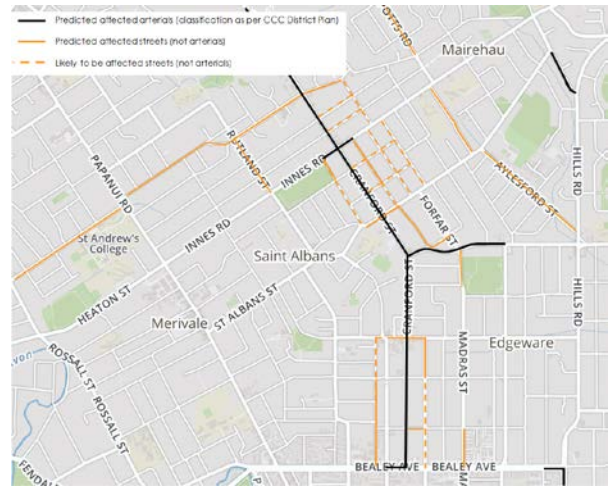 Predicted affected arterials (classification as per CCC District Plan)
Predicted affected streets (not arterials)
Likely to be affected streets (not arterials)
Mairehau
HILLS RD
RUTLAND ST
PAPANUI RD
INNES RD
CRANFORD ST
FORFAR ST
AYLESFORD ST
St Andrew's
College
INNES RD
Saint Albans
HEATON ST
ST ALBANS ST
Merivale
CRANFORD ST
HILLS RD
MADRAS ST
Edgeware
ROSSALL ST
ROSSALL ST
BEALEY AVE
BEALEY AVE